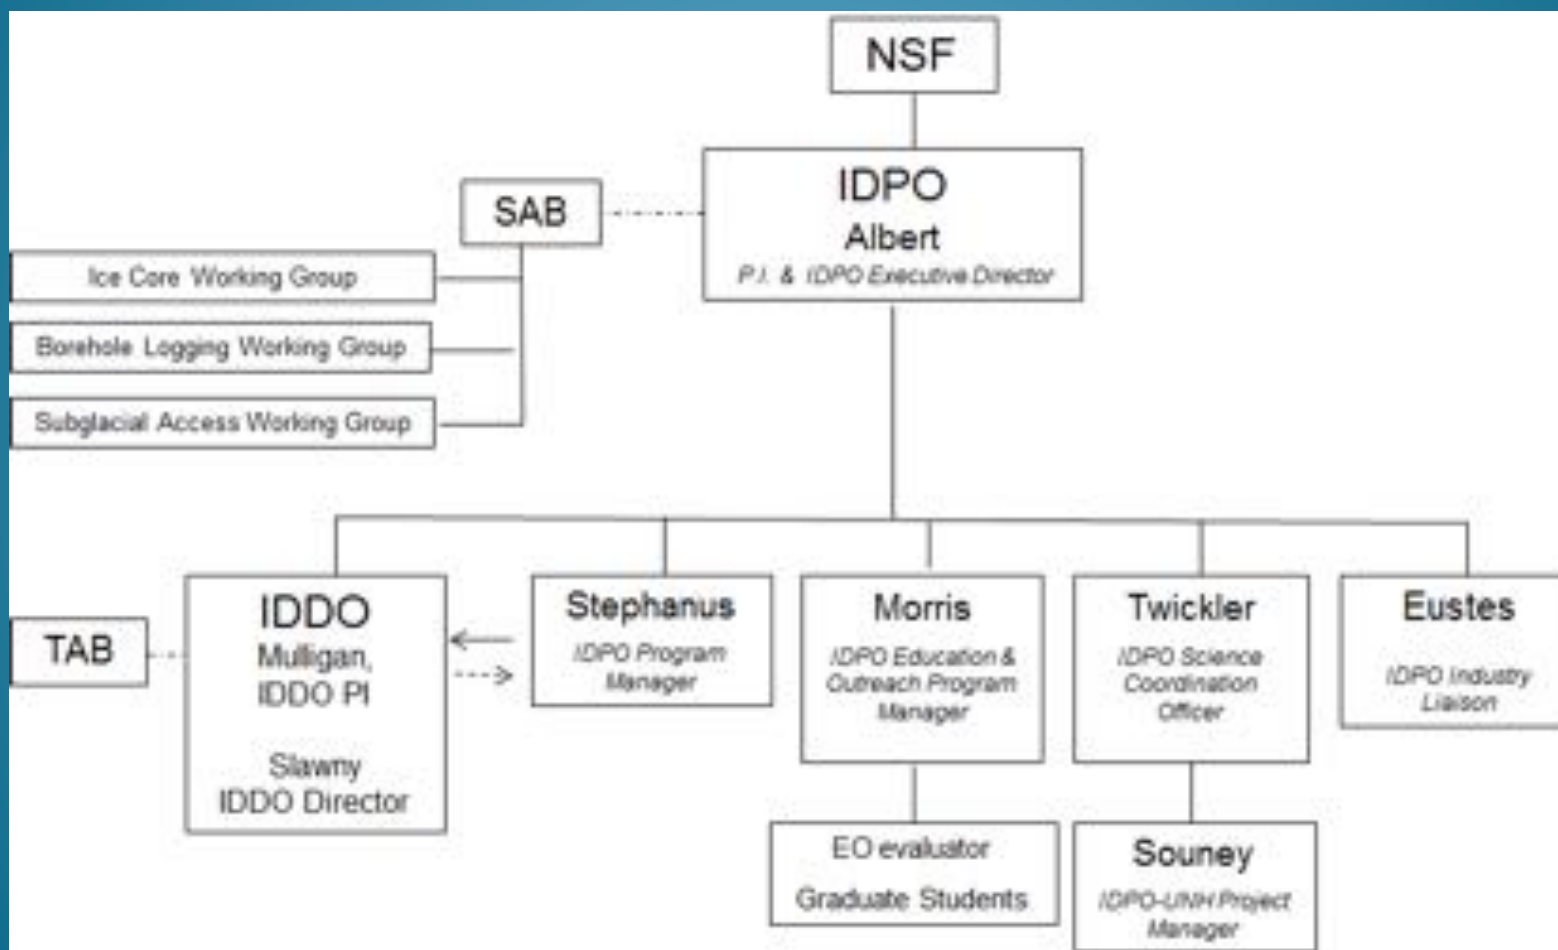 NSF
IDPO
Albert
P.I. & IDPO Executive Director
SAB
Ice Core Working Group
Borehole Logging Working Group
Subglacial Access Working Group
TAB
IDDO
Mulligan,
IDDO PI
Slawny
IDDO Director
Stephanus
IDPO Program
Manager
Morris
IDPO Education &
Outreach Program
Manager
Twickler
IDPO Science
Coordination
Officer
Eustes
IDPO Industry
Liaison
EO evaluator
Graduate Students
Souney
IDPO-UNH Project
Manager